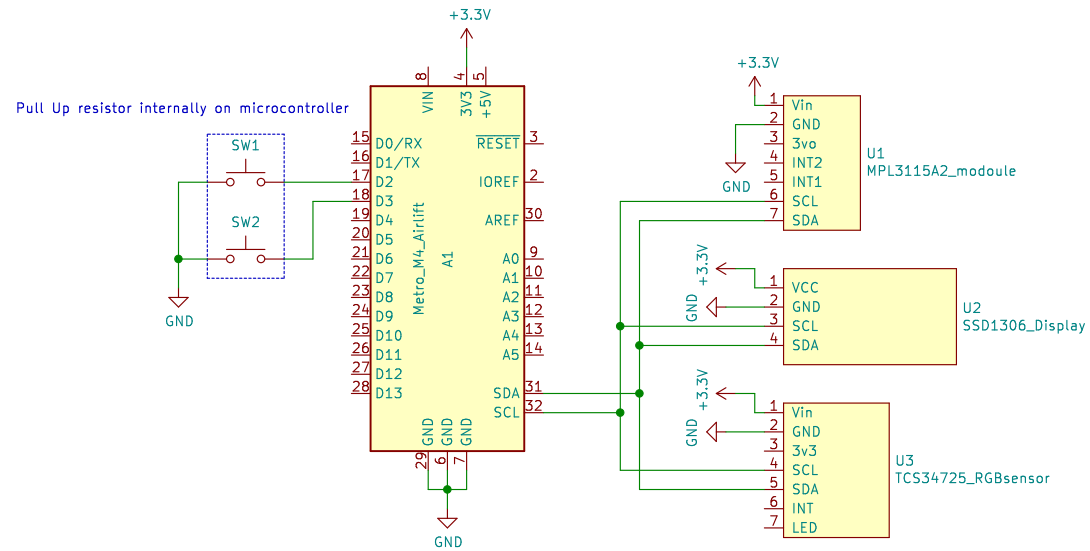 +3.3V
Pull Up resistor internally on microcontroller
SW1
SW2
GND
8 VIN
4 3V3
5 +5V
15 D0/RX
16 D1/TX
17 D2
18 D3
19 D4
20 D5
21 D6
22 D7
23 D8
24 D9
25 D10
26 D11
27 D12
28 D13
RESET 3
IOREF 2
AREF 30
A0 9
A1 10
A2 11
A3 12
A4 13
A5 14
SDA 31
SCL 32
Metro_M4_Airlift
A1
GND 29
GND 6
GND 7
GND
+3.3V
1 Vin
2 GND
3 3vo
4 INT2
5 INT1
6 SCL
7 SDA
GND
U1
MPL3115A2_modoule
+3.3V
GND
1 VCC
2 GND
3 SCL
4 SDA
U2
SSD1306_Display
+3.3V
GND
1 Vin
2 GND
3 3v3
4 SCL
5 SDA
6 INT
7 LED
U3
TCS34725_RGBsensor